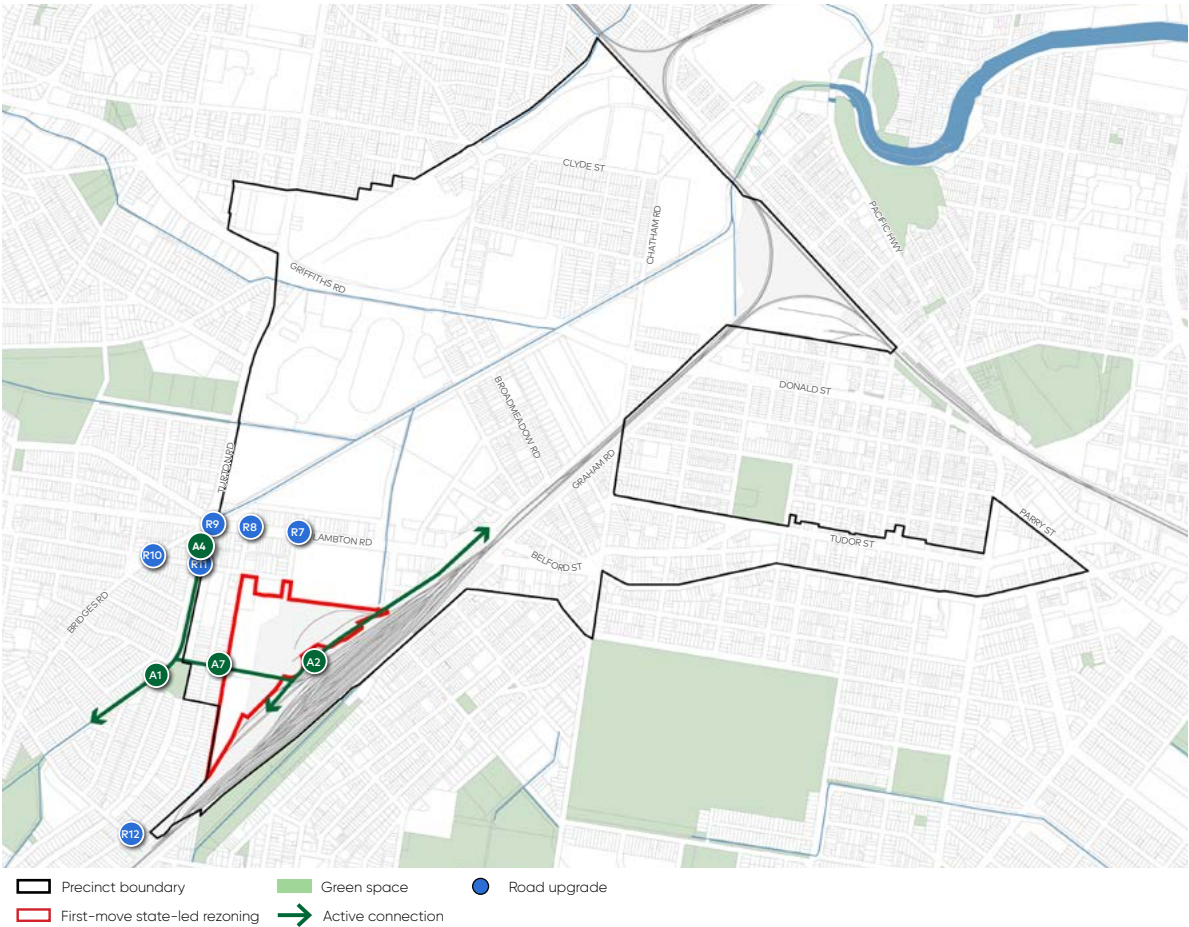 CLYDE ST
CHATHAM RD
PACIFIC HWY
GRIFFITHS RD
DONALD ST
BROADMEADOW RD
TURTON RD
GRAHAM RD
PARRY ST
R9
R8
R7
LAMBTON RD
TUDOR ST
A4
R10
R11
BELFORD ST
BRIDGES RD
A7
A2
A1
R12
Precinct boundary
Green space
Road upgrade
First-move state-led rezoning
Active connection